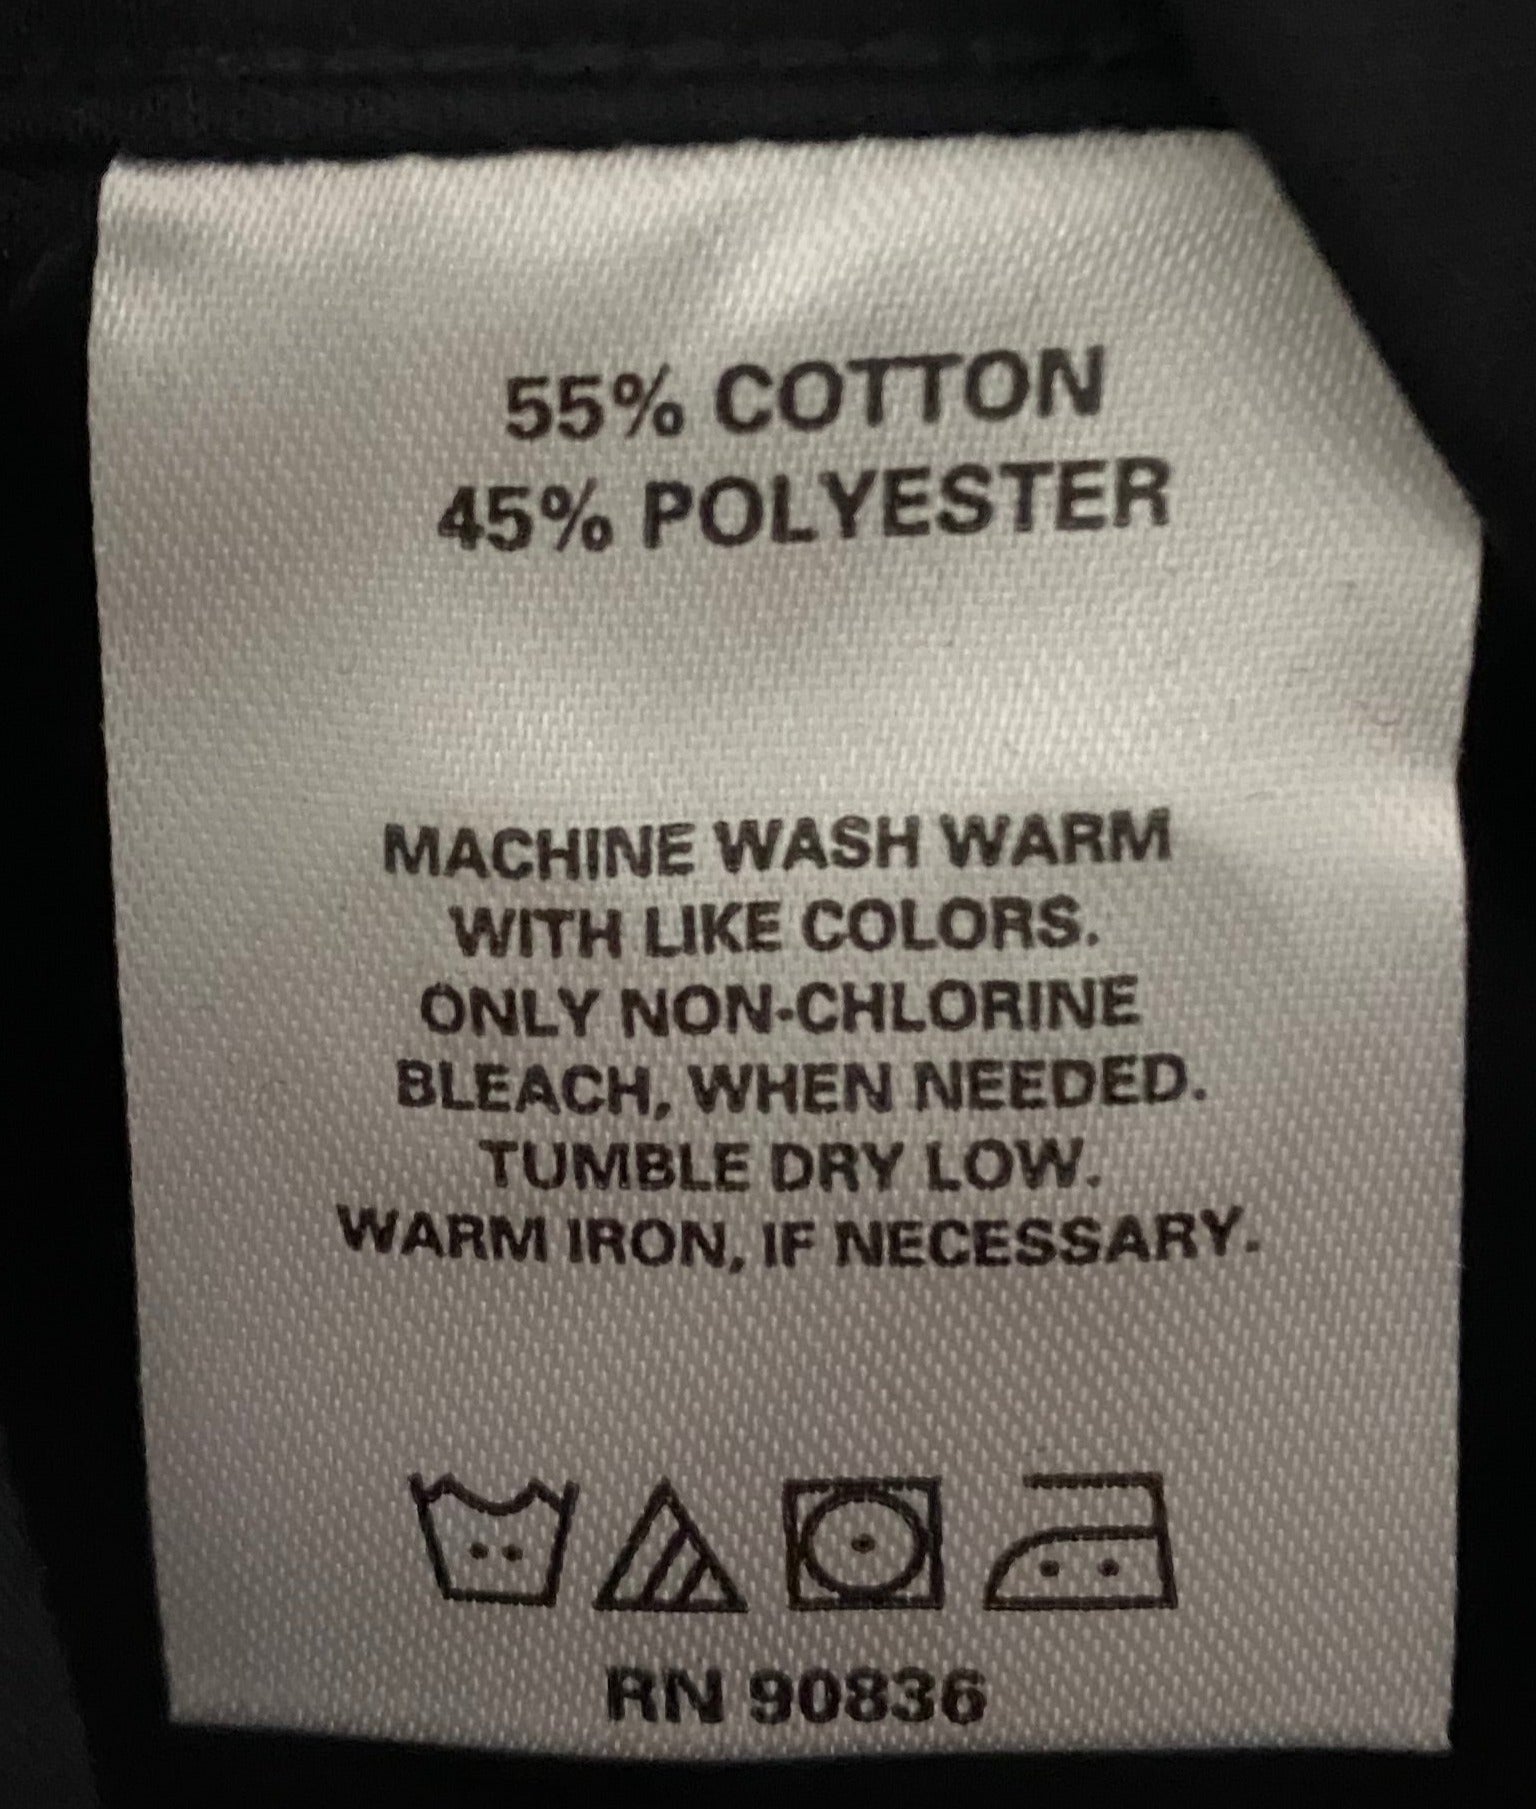 55% COTTON
45% POLYESTER
MACHINE WASH WARM
WITH LIKE COLORS.
ONLY NON-CHLORINE
BLEACH, WHEN NEEDED.
TUMBLE DRY LOW.
WARM IRON, IF NECESSARY.
RN 90836